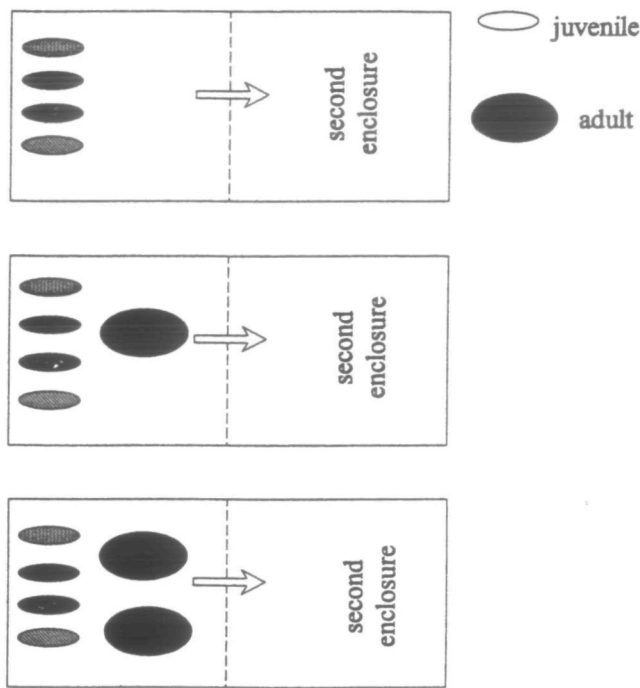 juvenile
adult
second
enclosure
second
enclosure
second
enclosure